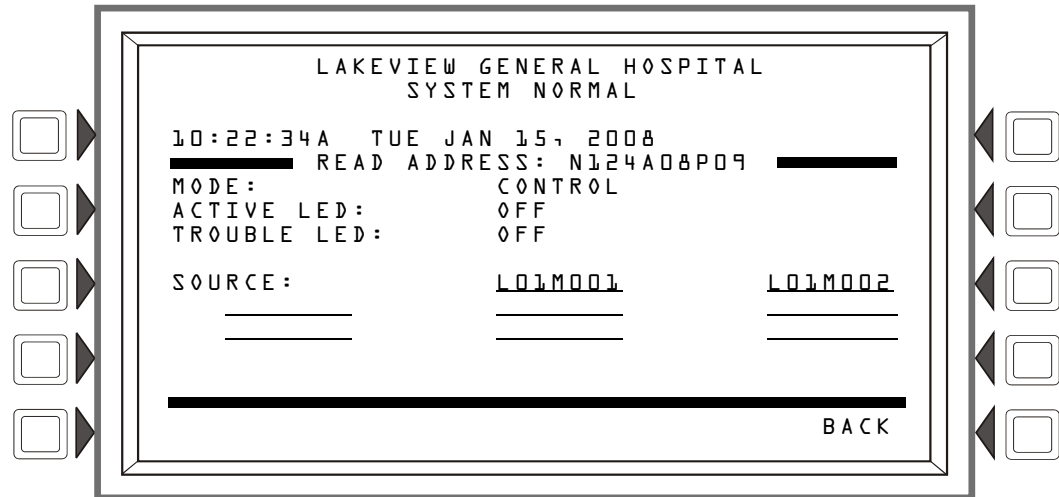 LAKEVIEW GENERAL HOSPITAL
SYSTEM NORMAL
10:22:34A TUE JAN 15, 2008
READ ADDRESS: N124A08P09
MODE: CONTROL
ACTIVE LED: OFF
TROUBLE LED: OFF
SOURCE: L01M001 L01M002
BACK